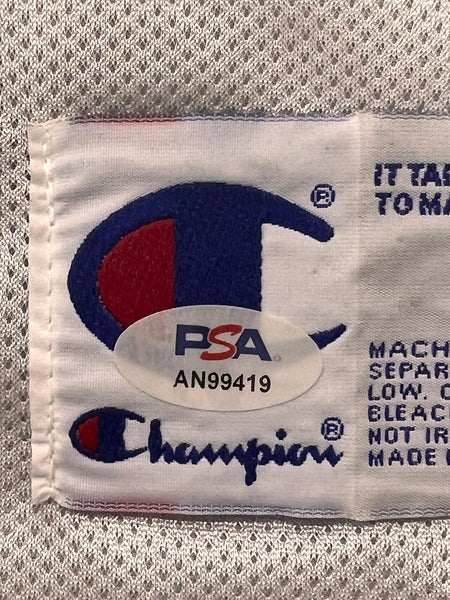 ®
IT TA
TO MA
PSA
AN99419
Champion®
MACH
SEPAR
LOW. C
BLEAC
NOT IR
MADE